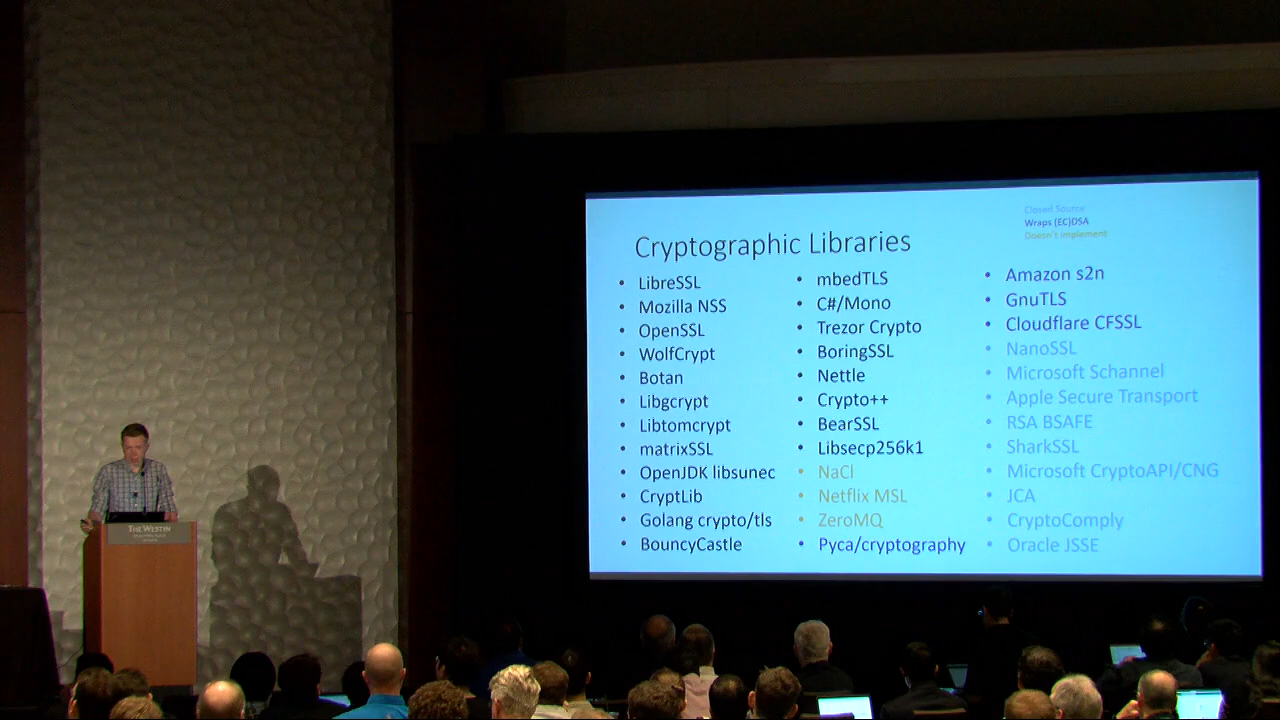 Closed Source
Wraps (EC)DSA
Doesn't implement
Cryptographic Libraries
• LibreSSL
• Mozilla NSS
• OpenSSL
• WolfCrypt
• Botan
• Libgcrypt
• Libtomcrypt
• matrixSSL
• OpenJDK libsunec
• CryptLib
• Golang crypto/tls
• BouncyCastle
• mbedTLS
• C#/Mono
• Trezor Crypto
• BoringSSL
• Nettle
• Crypto++
• BearSSL
• Libsecp256k1
• NaCl
• Netflix MSL
• ZeroMQ
• Pyca/cryptography
• Amazon s2n
• GnuTLS
• Cloudflare CFSSL
• NanoSSL
• Microsoft Schannel
• Apple Secure Transport
• RSA BSAFE
• SharkSSL
• Microsoft CryptoAPI/CNG
• JCA
• CryptoComply
• Oracle JSSE
THE WESTIN